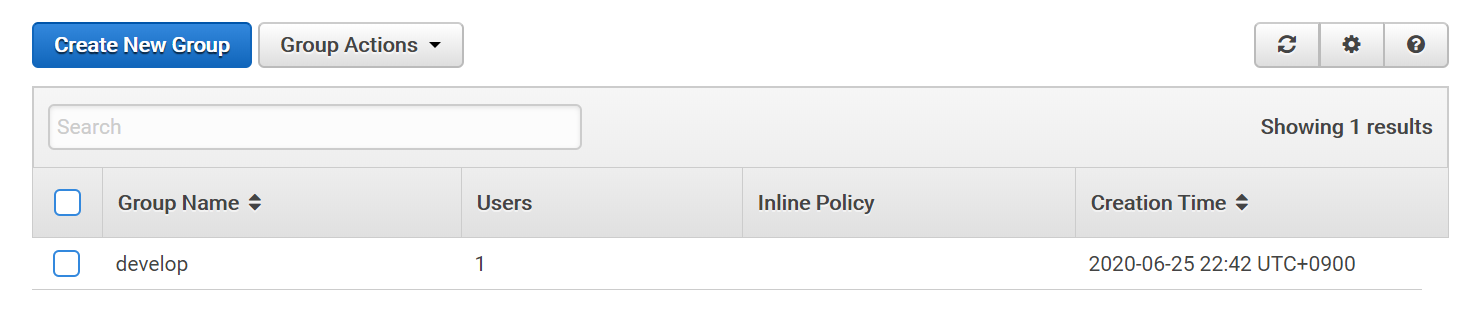 Create New Group Group Actions
Search Showing 1 results
Group Name Users Inline Policy Creation Time
develop 1 2020-06-25 22:42 UTC+0900